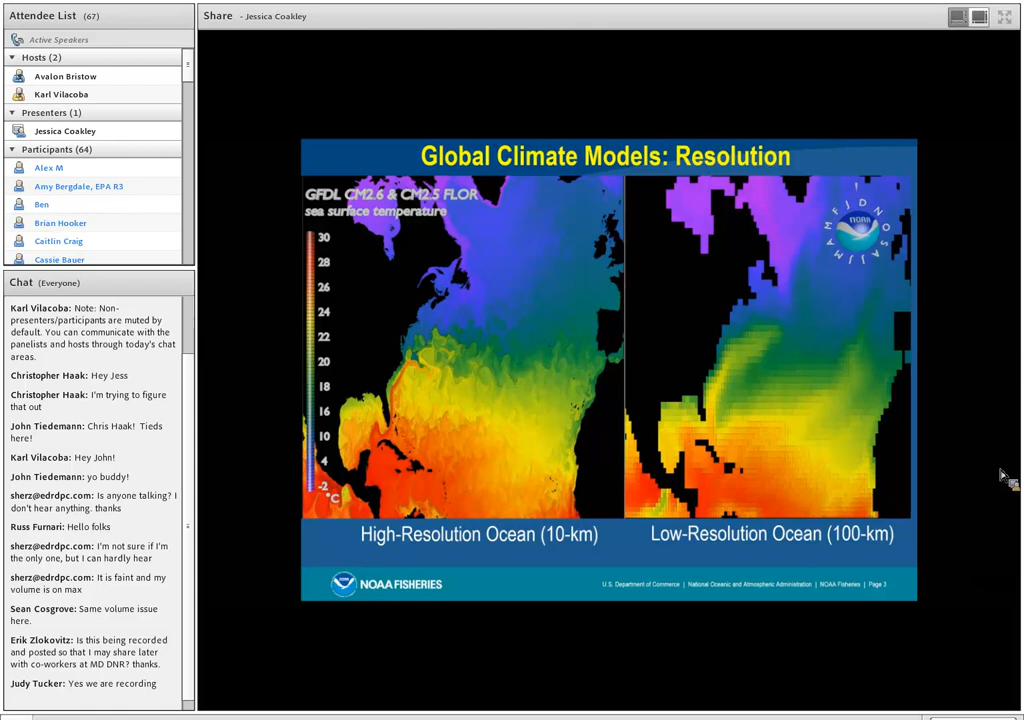 Attendee List (67)
Active Speakers
Hosts (2)
Avalon Bristow
Karl Vilacoba
Presenters (1)
Jessica Coakley
Participants (64)
Alex M
Amy Bergdale, EPA R3
Ben
Brian Hooker
Caitlin Craig
Cassie Bauer
Chat (Everyone)
Karl Vilacoba: Note: Non-
presenters/participants are muted by
default. You can communicate with the
panelists and hosts through today's chat
areas.
Christopher Haak: Hey Jess
Christopher Haak: I'm trying to figure
that out
John Tiedemann: Chris Haak! Tieds
here!
Karl Vilacoba: Hey John!
John Tiedemann: yo buddy!
sherz@edrdpc.com: Is anyone talking? I
don't hear anything. thanks
Russ Furnari: Hello folks
sherz@edrdpc.com: I'm not sure if I'm
the only one, but I can hardly hear
sherz@edrdpc.com: It is faint and my
volume is on max
Sean Cosgrove: Same volume issue
here.
Erik Zlokovitz: Is this being recorded
and posted so that I may share later
with co-workers at MD DNR? thanks.
Judy Tucker: Yes we are recording
Share - Jessica Coakley
Global Climate Models: Resolution
GFDL CM2.6 & CM2.5 FLOR
sea surface temperature
30
28
26
24
22
20
18
16
10
4
-2
°C
J F M A M J J A S O N D
NOAA
High-Resolution Ocean (10-km)
Low-Resolution Ocean (100-km)
NOAA FISHERIES
U.S. Department of Commerce | National Oceanic and Atmospheric Administration | NOAA Fisheries | Page 3